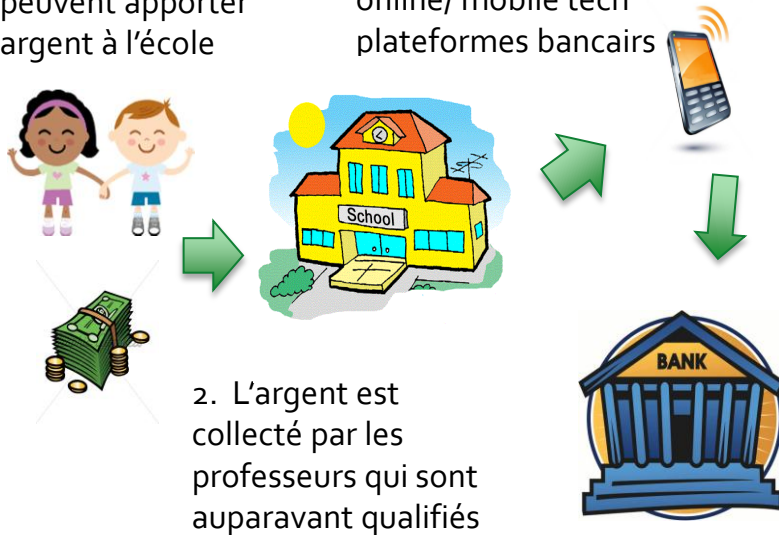 peuvent apporter
argent à l'école
online/ mobile tech
plateformes bancairs
School
BANK
2. L'argent est
collecté par les
professeurs qui sont
auparavant qualifiés